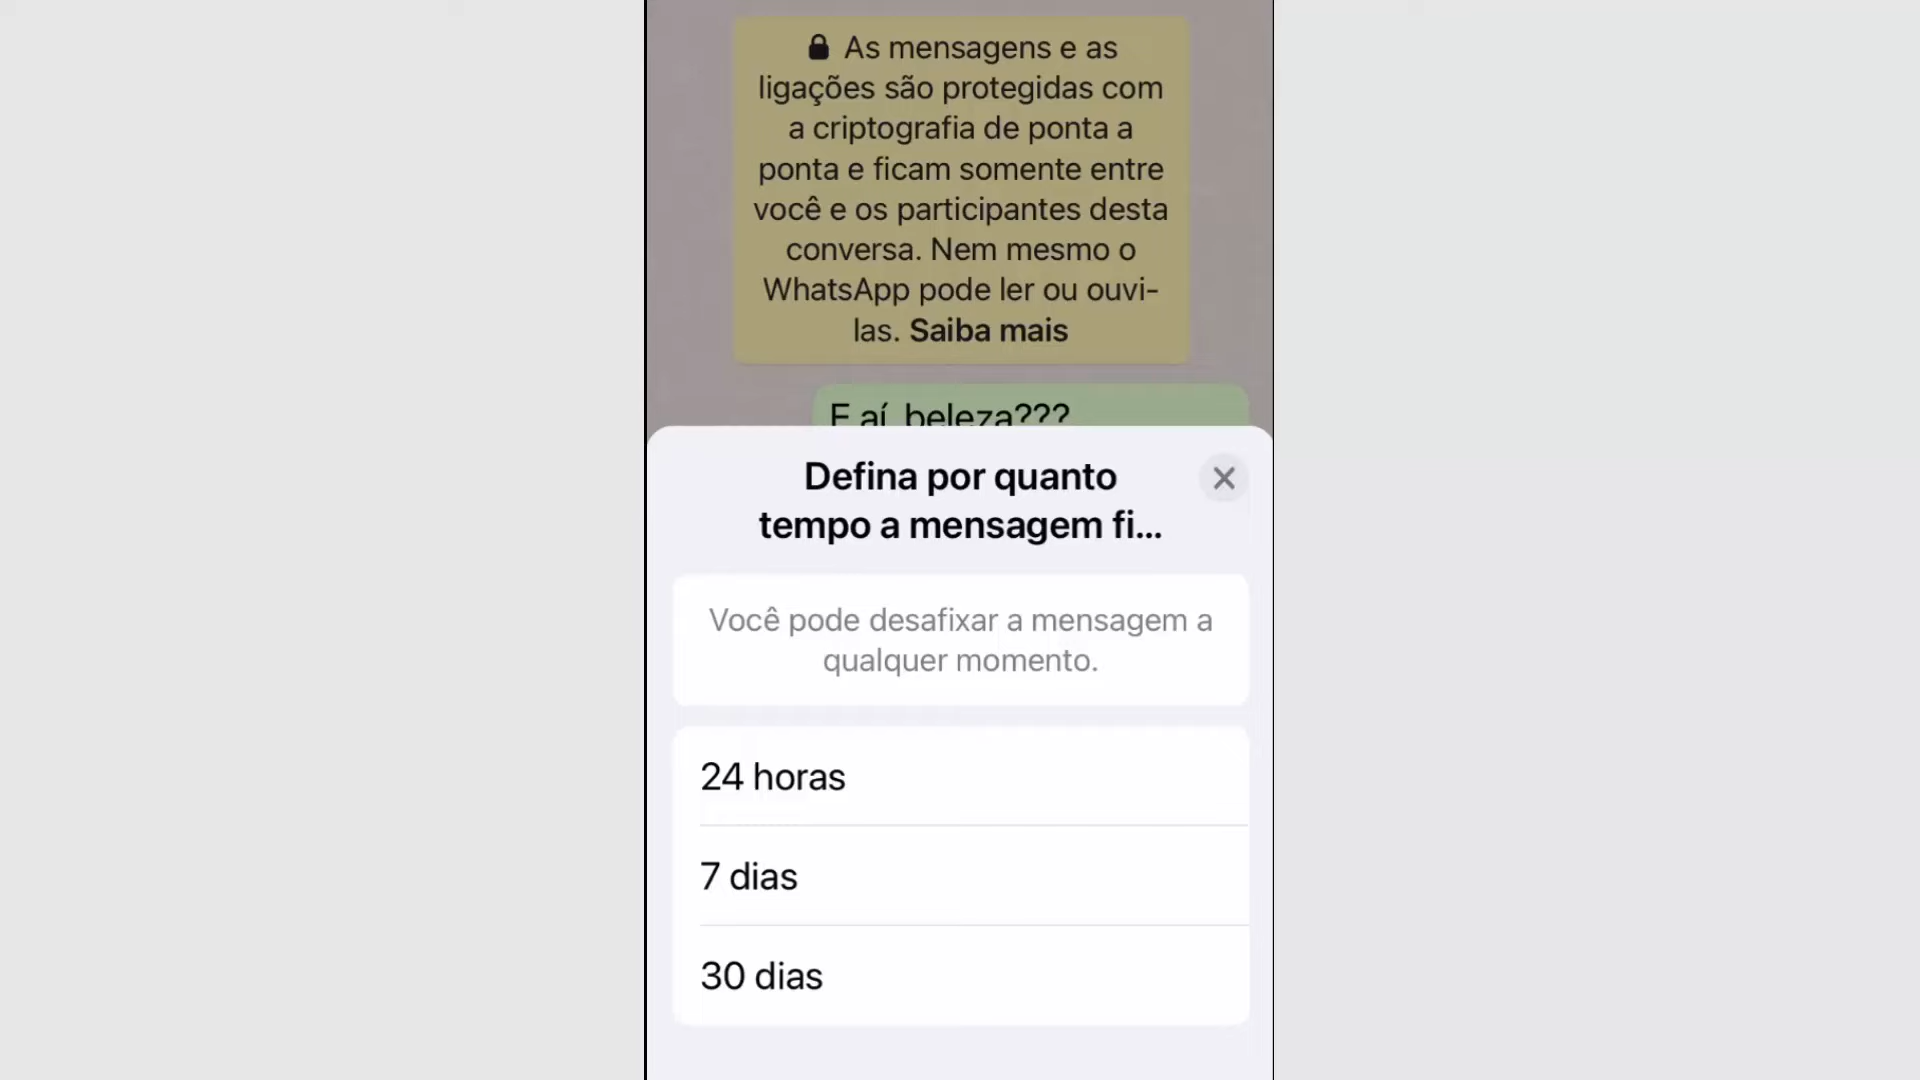 As mensagens e as
ligações são protegidas com
a criptografia de ponta a
ponta e ficam somente entre
você e os participantes desta
conversa. Nem mesmo o
WhatsApp pode ler ou ouvi-
las. Saiba mais
E aí, beleza???
Defina por quanto
tempo a mensagem fi...
Você pode desafixar a mensagem a
qualquer momento.
24 horas
7 dias
30 dias